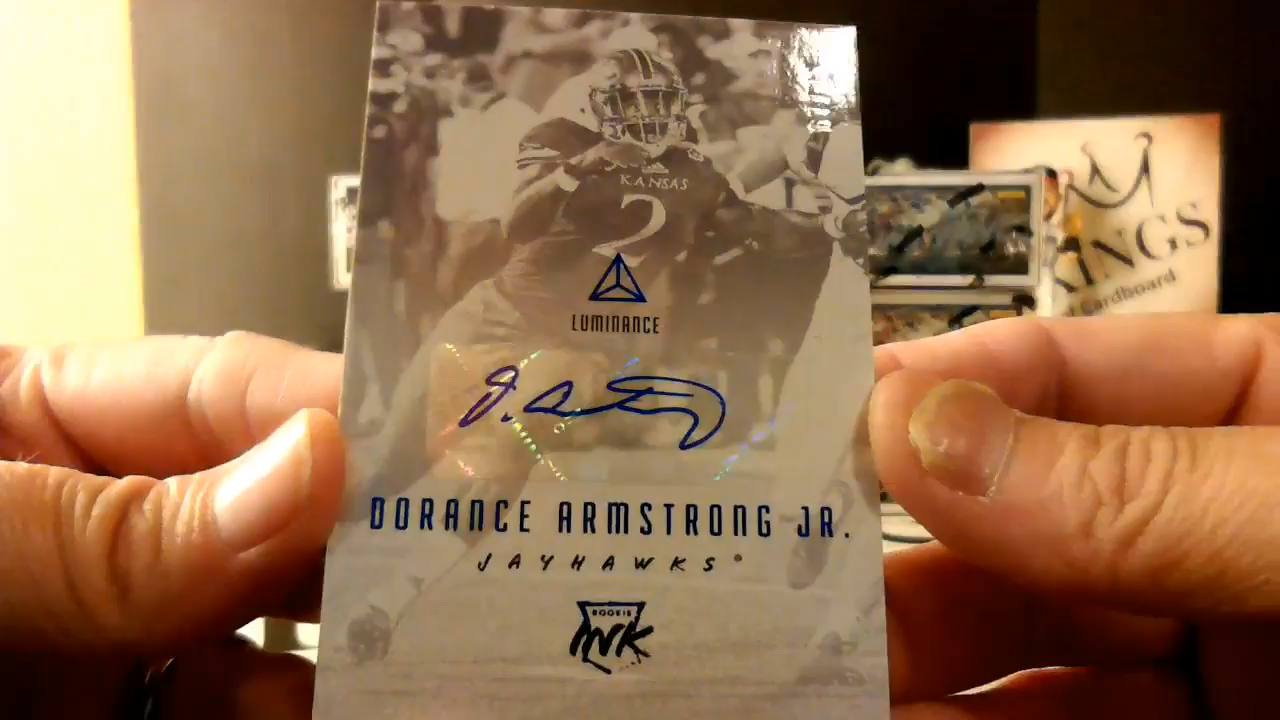 KANSAS
2
LUMINANCE
J. A
DORANCE ARMSTRONG JR.
JAYHAWKS®
ROOKIE
INK
KINGS
Cardboard